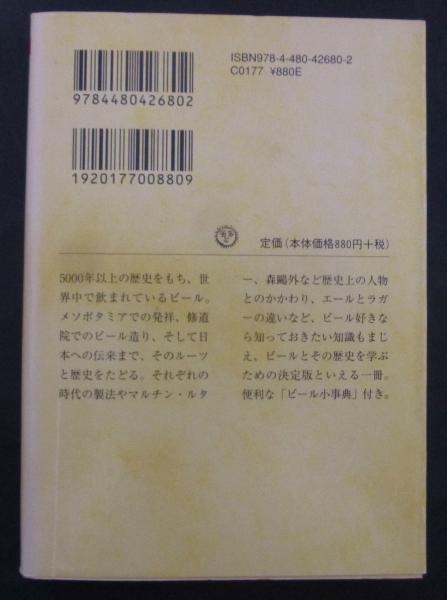 ISBN978-4-480-42680-2
C0177 ¥880E
9784480426802
1920177008809
定価(本体価格880円+税)
5000年以上の歴史をもち、世
界中で飲まれているビール。
メソポタミアでの発祥、修道
院でのビール造り、そして日
本への伝来まで、そのルーツ
と歴史をたどる。それぞれの
時代の製法やマルチン・ルタ
ー、森鷗外など歴史上の人物
とのかかわり、エールとラガ
ーの違いなど、ビール好きな
ら知っておきたい知識もまじ
え、ビールとその歴史を学ぶ
ための決定版といえる一冊。
便利な「ビール小事典」付き。